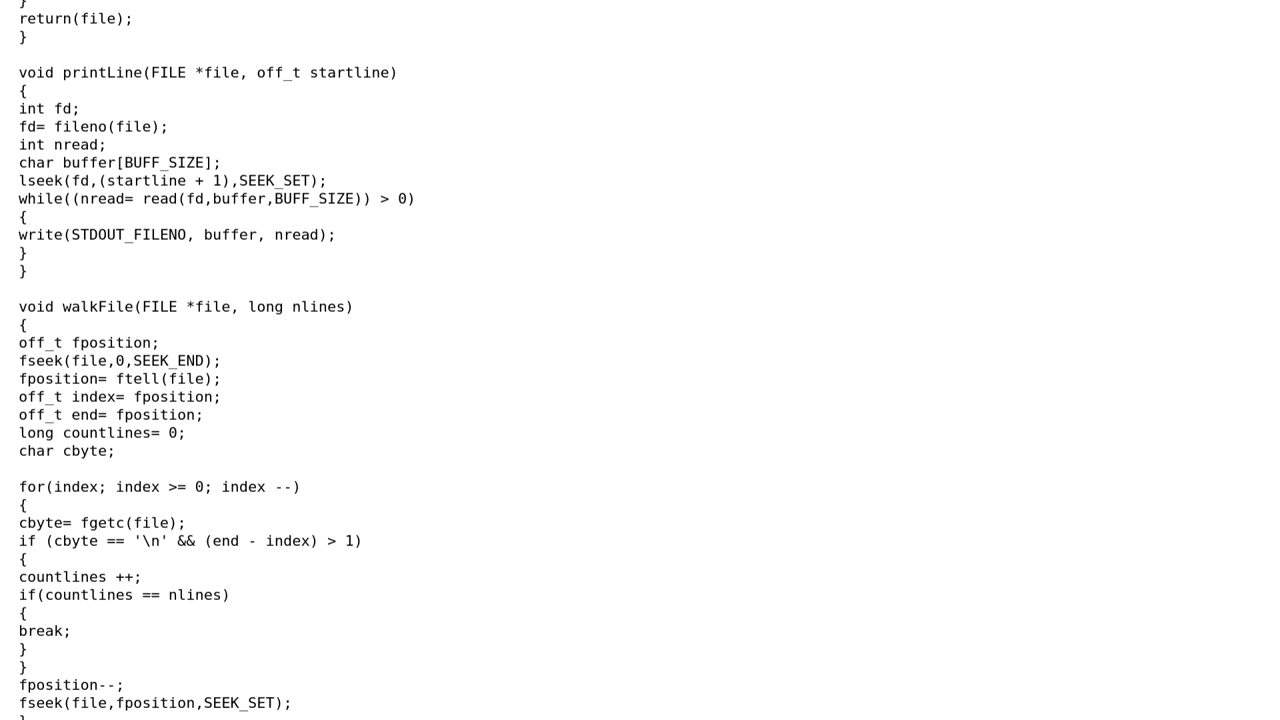 }
return(file);
}
void printLine(FILE *file, off_t startline)
{
int fd;
fd= fileno(file);
int nread;
char buffer[BUFF_SIZE];
lseek(fd,(startline + 1),SEEK_SET);
while((nread= read(fd,buffer,BUFF_SIZE)) > 0)
{
write(STDOUT_FILENO, buffer, nread);
}
}
void walkFile(FILE *file, long nlines)
{
off_t fposition;
fseek(file,0,SEEK_END);
fposition= ftell(file);
off_t index= fposition;
off_t end= fposition;
long countlines= 0;
char cbyte;
for(index; index >= 0; index --)
{
cbyte= fgetc(file);
if (cbyte == '\n' && (end - index) > 1)
{
countlines ++;
if(countlines == nlines)
{
break;
}
}
fposition--;
fseek(file,fposition,SEEK_SET);
}